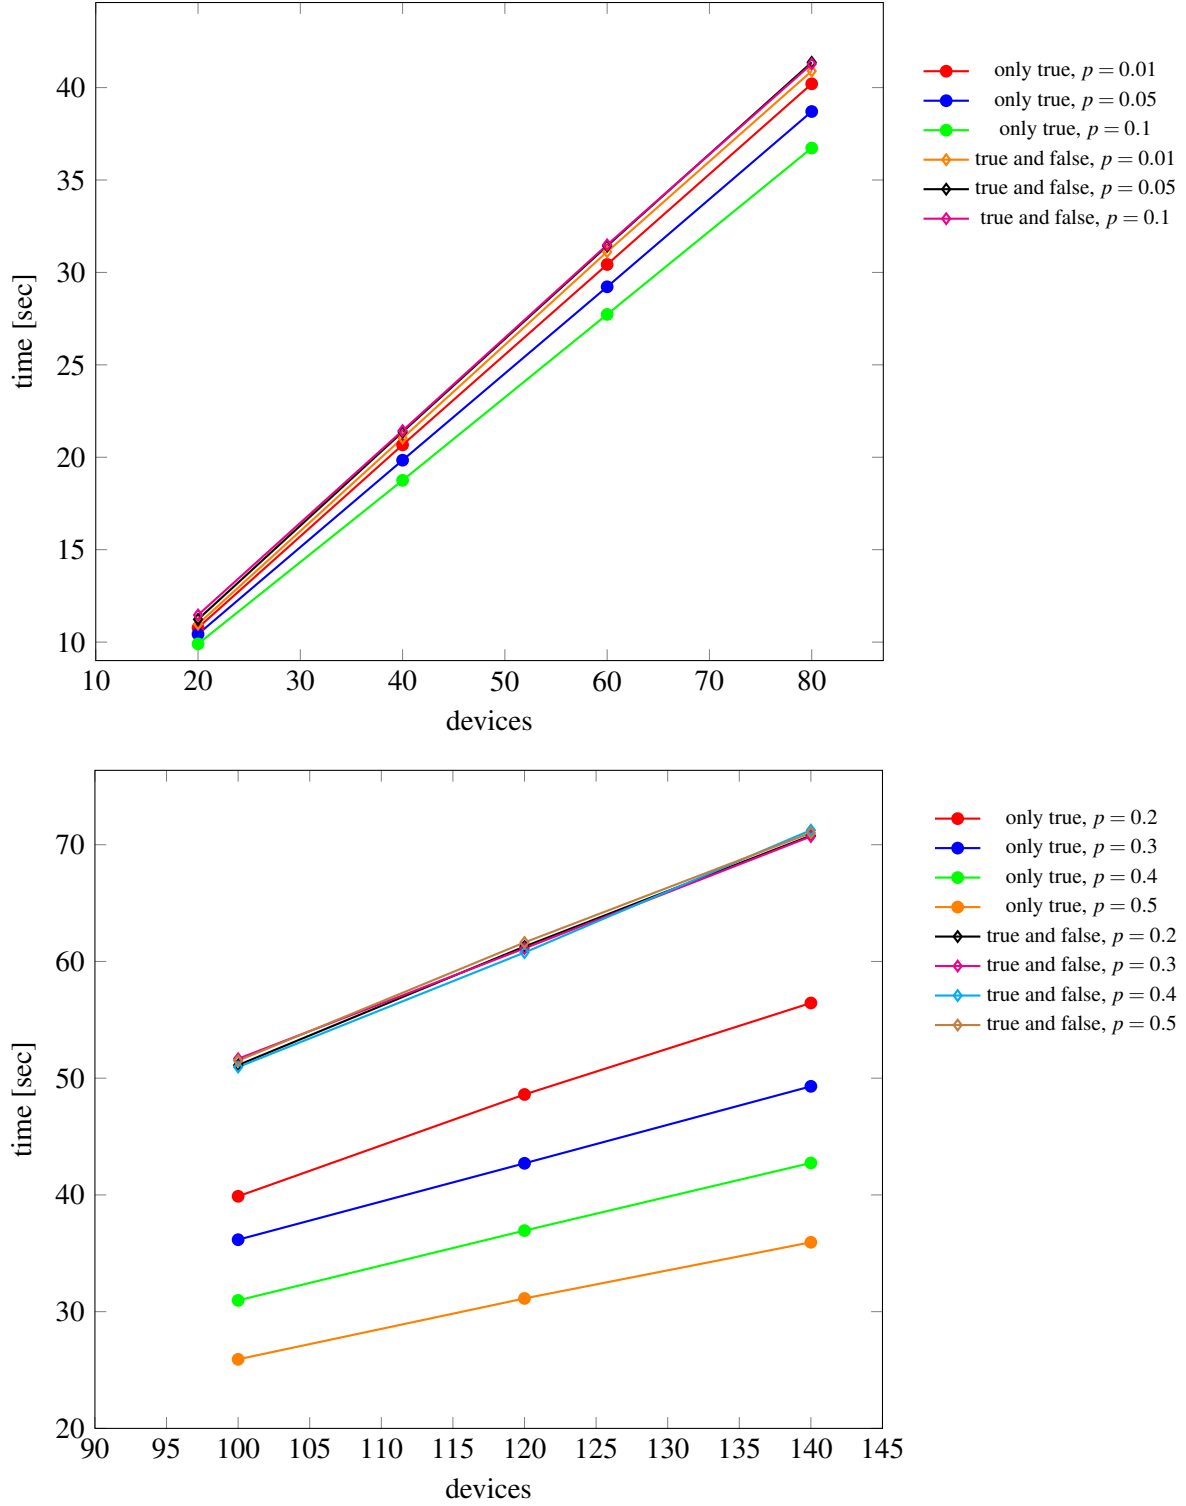 40
35
30
25
20
15
10
time [sec]
10 20 30 40 50 60 70 80
devices
only true, p = 0.01
only true, p = 0.05
only true, p = 0.1
true and false, p = 0.01
true and false, p = 0.05
true and false, p = 0.1
70
60
50
40
30
20
time [sec]
90 95 100 105 110 115 120 125 130 135 140 145
devices
only true, p = 0.2
only true, p = 0.3
only true, p = 0.4
only true, p = 0.5
true and false, p = 0.2
true and false, p = 0.3
true and false, p = 0.4
true and false, p = 0.5